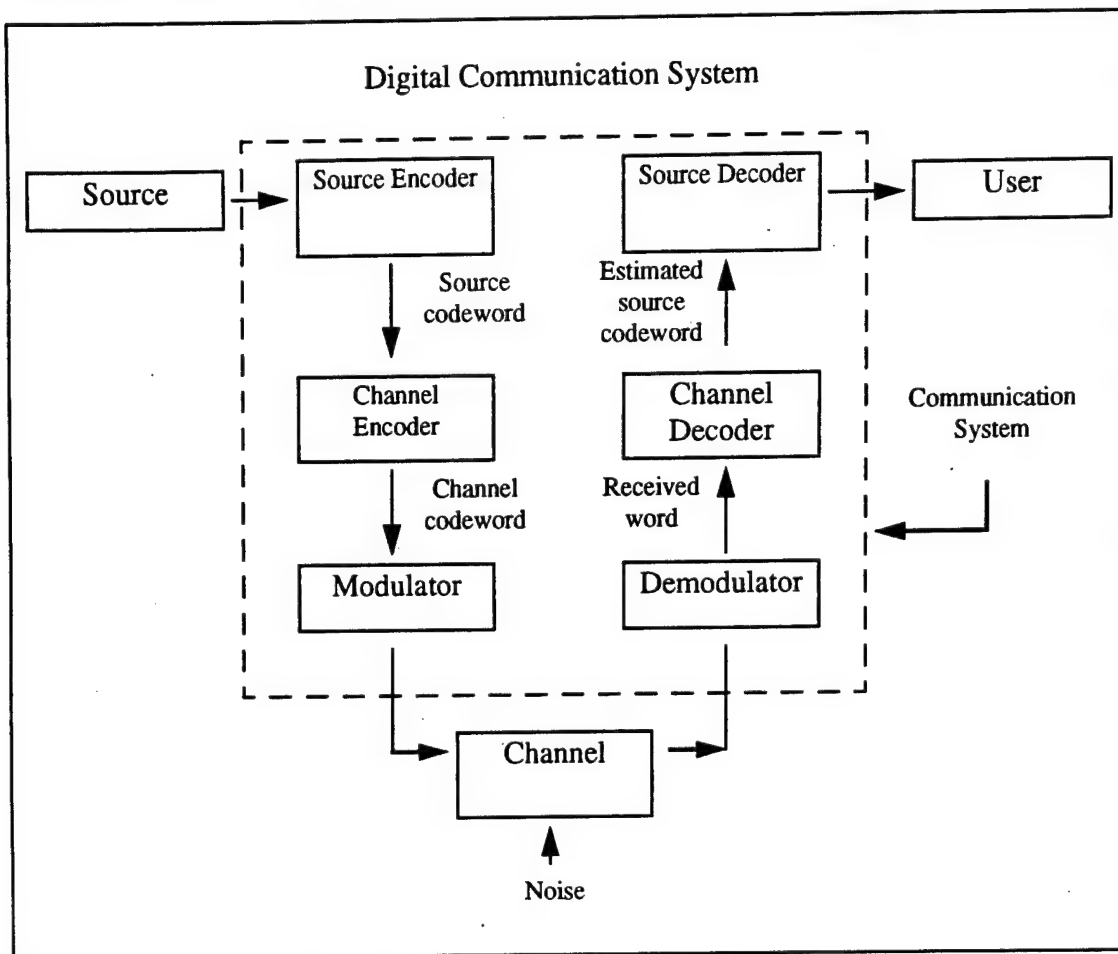 Digital Communication System
Source
Source Encoder
Source Decoder
User
Source
codeword
Estimated
source
codeword
Channel
Encoder
Channel
Decoder
Communication
System
Channel
codeword
Received
word
Modulator
Demodulator
Channel
Noise